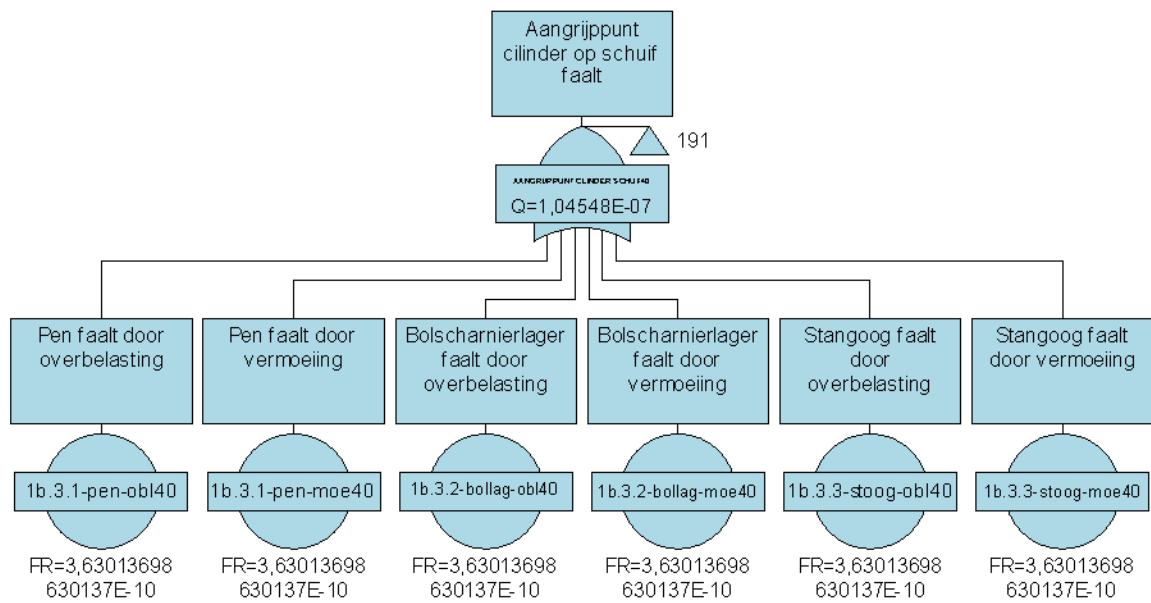 Aangrijppunt
cilinder op schuif
faalt
191
AANGRIJPPUNT CILINDER SCHUIF40
Q=1,04548E-07
Pen faalt door
overbelasting
Pen faalt door
vermoeiing
Bolscharnierlager
faalt door
overbelasting
Bolscharnierlager
faalt door
vermoeiing
Stangoog faalt
door
overbelasting
Stangoog faalt
door vermoeiing
1b.3.1-pen-obl40
1b.3.1-pen-moe40
1b.3.2-bollag-obl40
1b.3.2-bollag-moe40
1b.3.3-stoog-obl40
1b.3.3-stoog-moe40
FR=3,63013698
630137E-10
FR=3,63013698
630137E-10
FR=3,63013698
630137E-10
FR=3,63013698
630137E-10
FR=3,63013698
630137E-10
FR=3,63013698
630137E-10